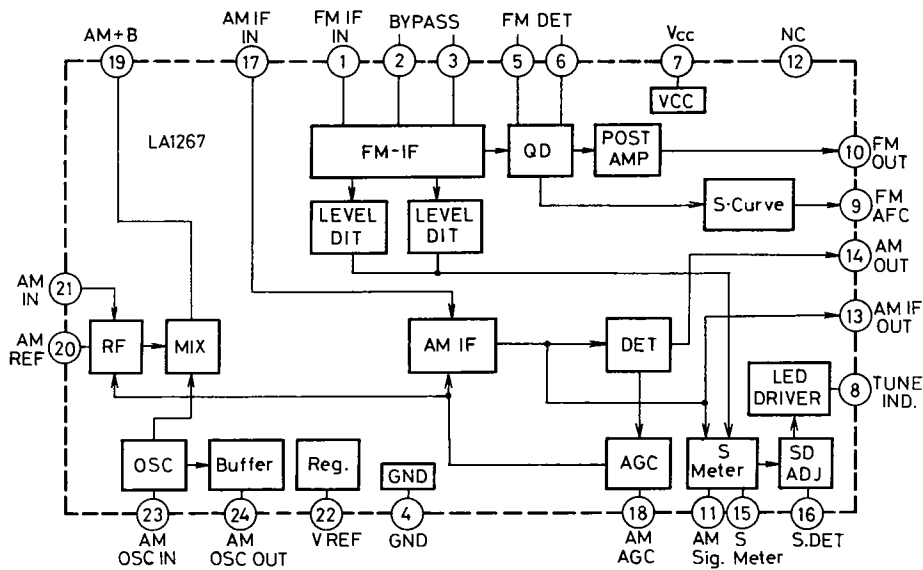 AM+B
AM IF
IN
FM IF
IN
BYPASS
FM DET
Vcc
NC
19
17
1
2
3
5
6
7
12
VCC
LA1267
FM-IF
QD
POST
AMP
10
FM
OUT
LEVEL
DIT
LEVEL
DIT
S·Curve
9
FM
AFC
14
AM
OUT
AM
IN
21
13
AM IF
OUT
AM
REF
20
RF
MIX
AM IF
DET
LED
DRIVER
8
TUNE
IND.
OSC
Buffer
Reg.
GND
AGC
S
Meter
SD
ADJ
23
24
22
4
18
11
15
16
AM
OSC IN
AM
OSC OUT
V REF
GND
AM
AGC
AM
S
Sig. Meter
S.DET